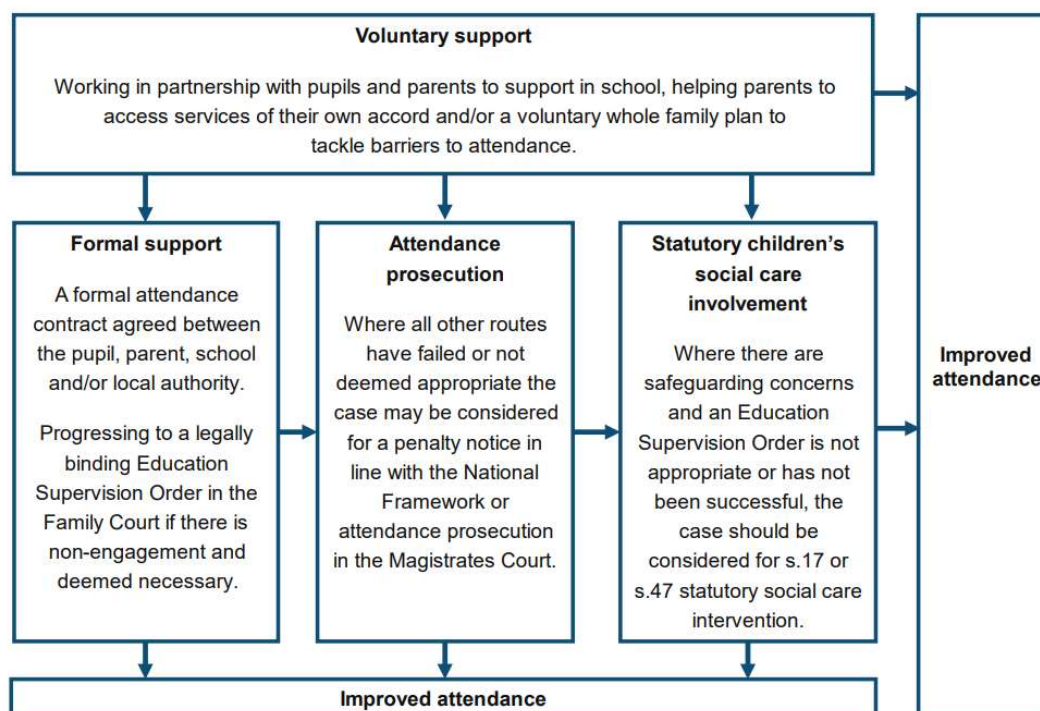 Voluntary support
Working in partnership with pupils and parents to support in school, helping parents to
access services of their own accord and/or a voluntary whole family plan to
tackle barriers to attendance.
Formal support
A formal attendance
contract agreed between
the pupil, parent, school
and/or local authority.
Progressing to a legally
binding Education
Supervision Order in the
Family Court if there is
non-engagement and
deemed necessary.
Attendance
prosecution
Where all other routes
have failed or not
deemed appropriate the
case may be considered
for a penalty notice in
line with the National
Framework or
attendance prosecution
in the Magistrates Court.
Statutory children’s
social care
involvement
Where there are
safeguarding concerns
and an Education
Supervision Order is not
appropriate or has not
been successful, the
case should be
considered for s.17 or
s.47 statutory social care
intervention.
Improved
attendance
Improved attendance